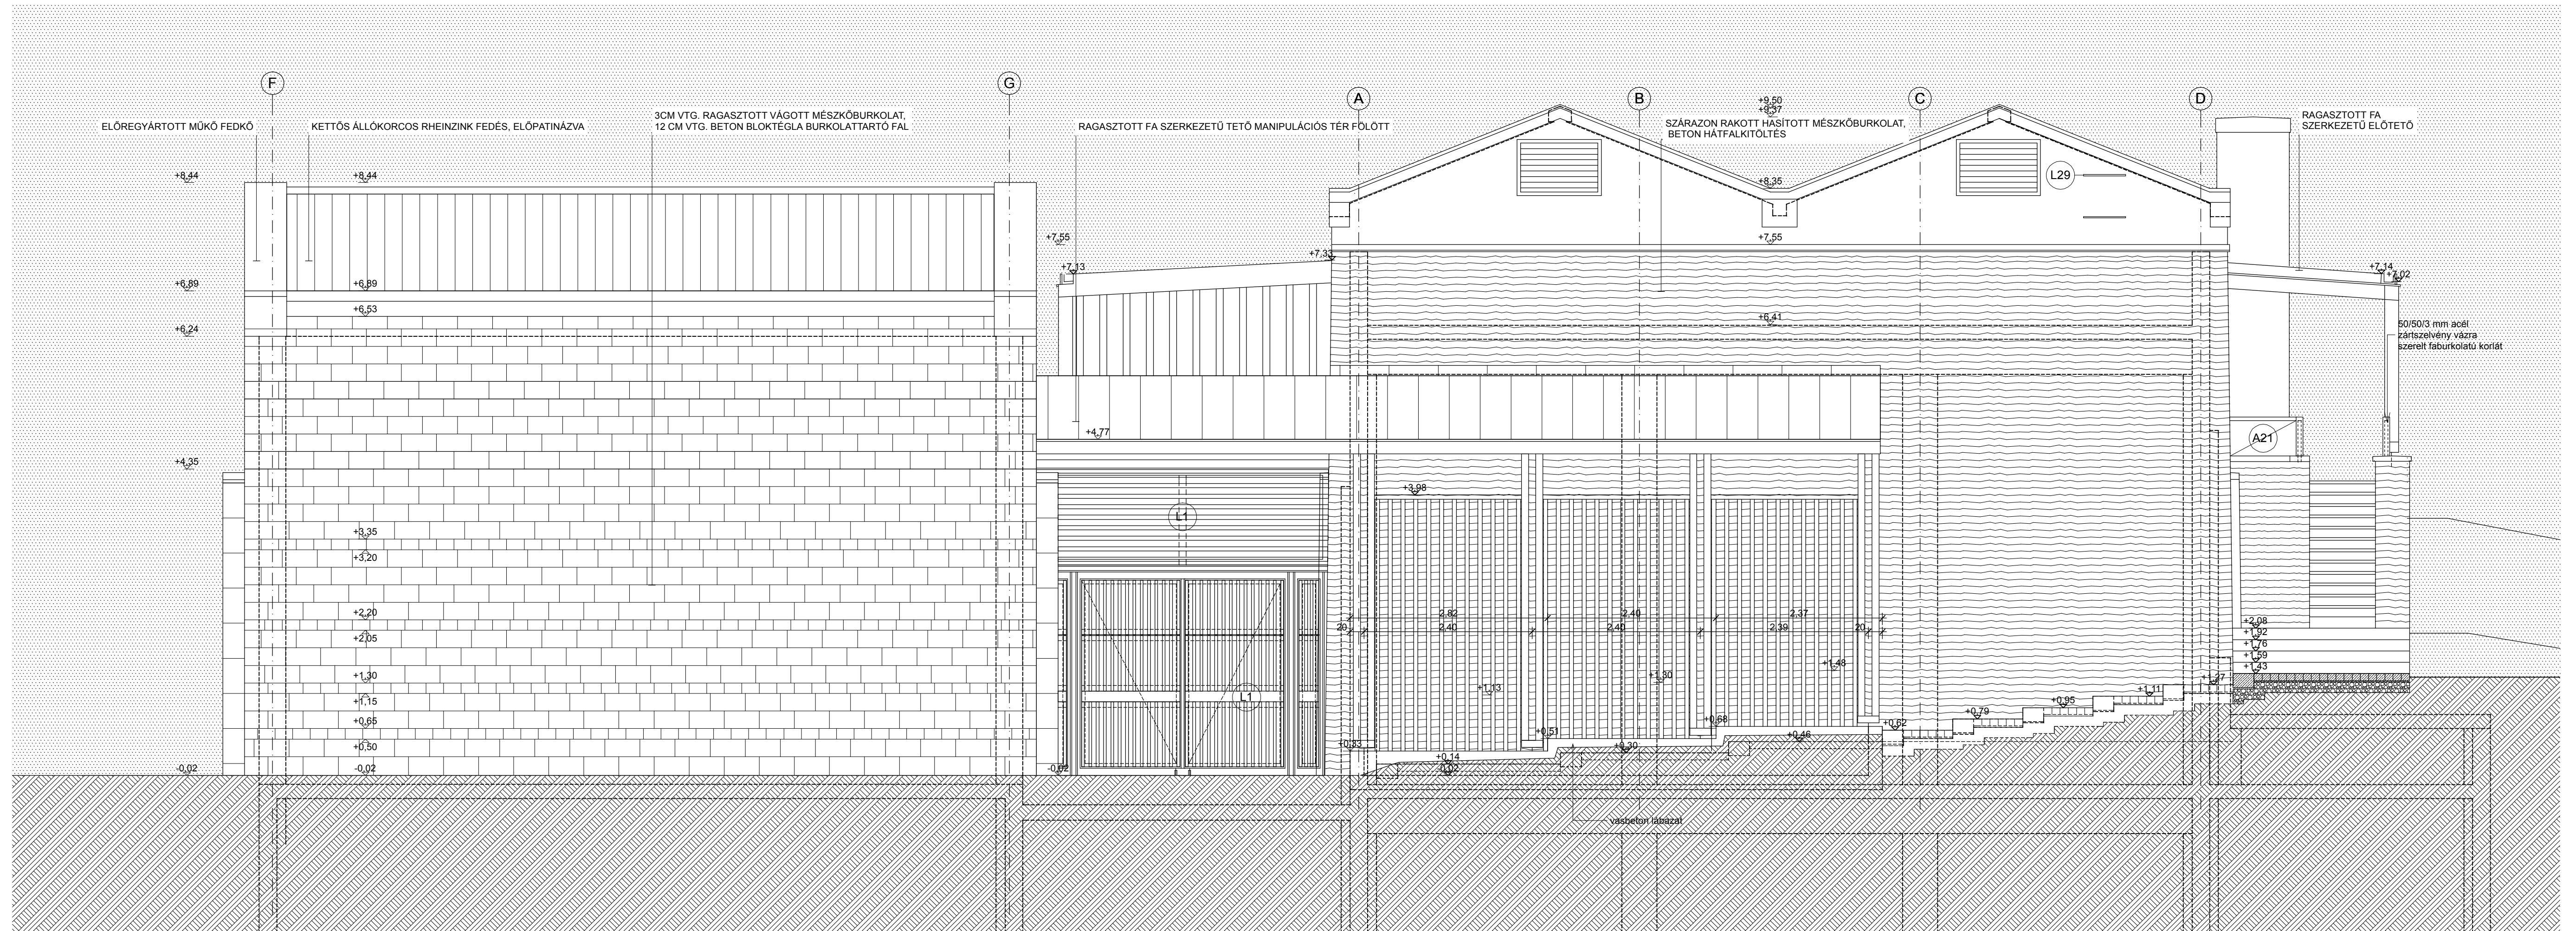 F
G
A
B
C
D
ELŐREGYÁRTOTT MŰKŐ FEDKŐ
KETTŐS ÁLLÓKORCOS RHEINZINK FEDÉS, ELŐPATINÁZVA
3CM VTG. RAGASZTOTT VÁGOTT MÉSZKŐBURKOLAT,
12 CM VTG. BETON BLOKTÉGLA BURKOLATTARTÓ FAL
RAGASZTOTT FA SZERKEZETŰ TETŐ MANIPULÁCIÓS TÉR FÖLÖTT
+9,50
+9,37
SZÁRAZON RAKOTT HASÍTOTT MÉSZKŐBURKOLAT,
BETON HÁTFALKITÖLTÉS
RAGASZTOTT FA
SZERKEZETŰ ELŐTETŐ
+8,44
+6,89
+6,24
+4,35
-0,02
+8,44
+6,89
+6,53
+3,35
+3,20
+2,20
+2,05
+1,30
+1,15
+0,65
+0,50
-0,02
+7,55
+7,13
+7,33
+4,77
L1
L1
-0,02
+8,35
L29
+7,55
+6,41
+7,14
+7,02
50/50/3 mm acél
zártszelvény vázra
szerelt faburkolatú korlát
A21
+3,98
2,82
2,40
2,37
20
2,40
2,40
2,39
20
+1,13
+1,30
+1,48
+0,33
+0,51
+0,68
+0,14
-0,02
+0,30
+0,46
+0,62
+0,79
+0,95
+1,11
+1,27
+2,08
+1,92
+1,76
+1,59
+1,43
vasbeton lábazat